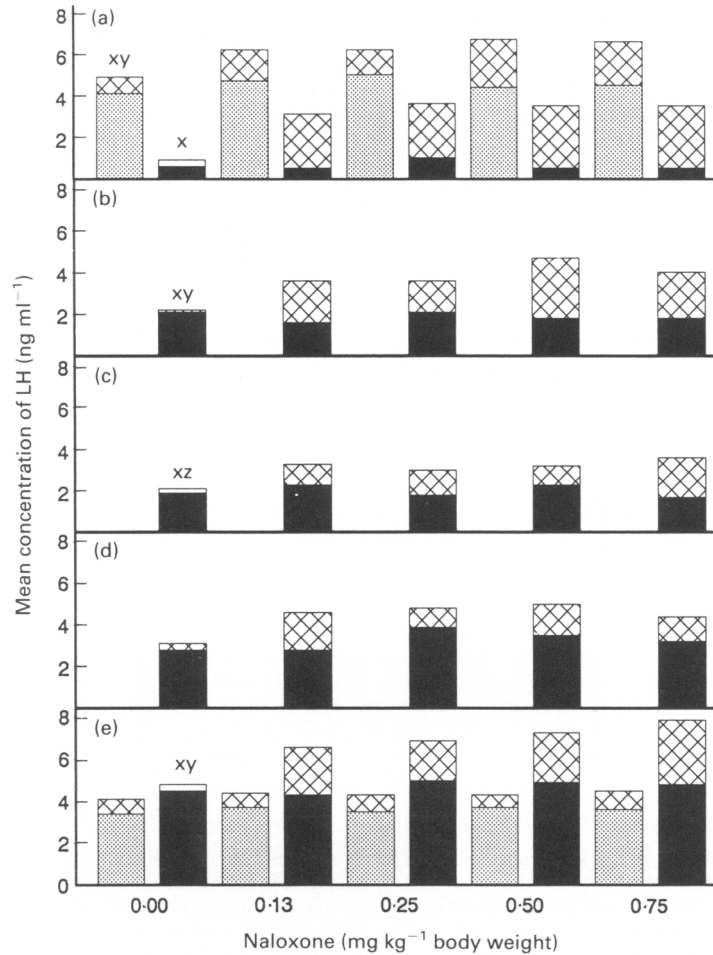 Mean concentration of LH (ng ml⁻¹)
(a)
8
6
4
2
xy
x
(b)
8
6
4
2
xy
(c)
8
6
4
2
xz
(d)
8
6
4
2
(e)
8
6
4
2
0
xy
0·00 0·13 0·25 0·50 0·75
Naloxone (mg kg⁻¹ body weight)